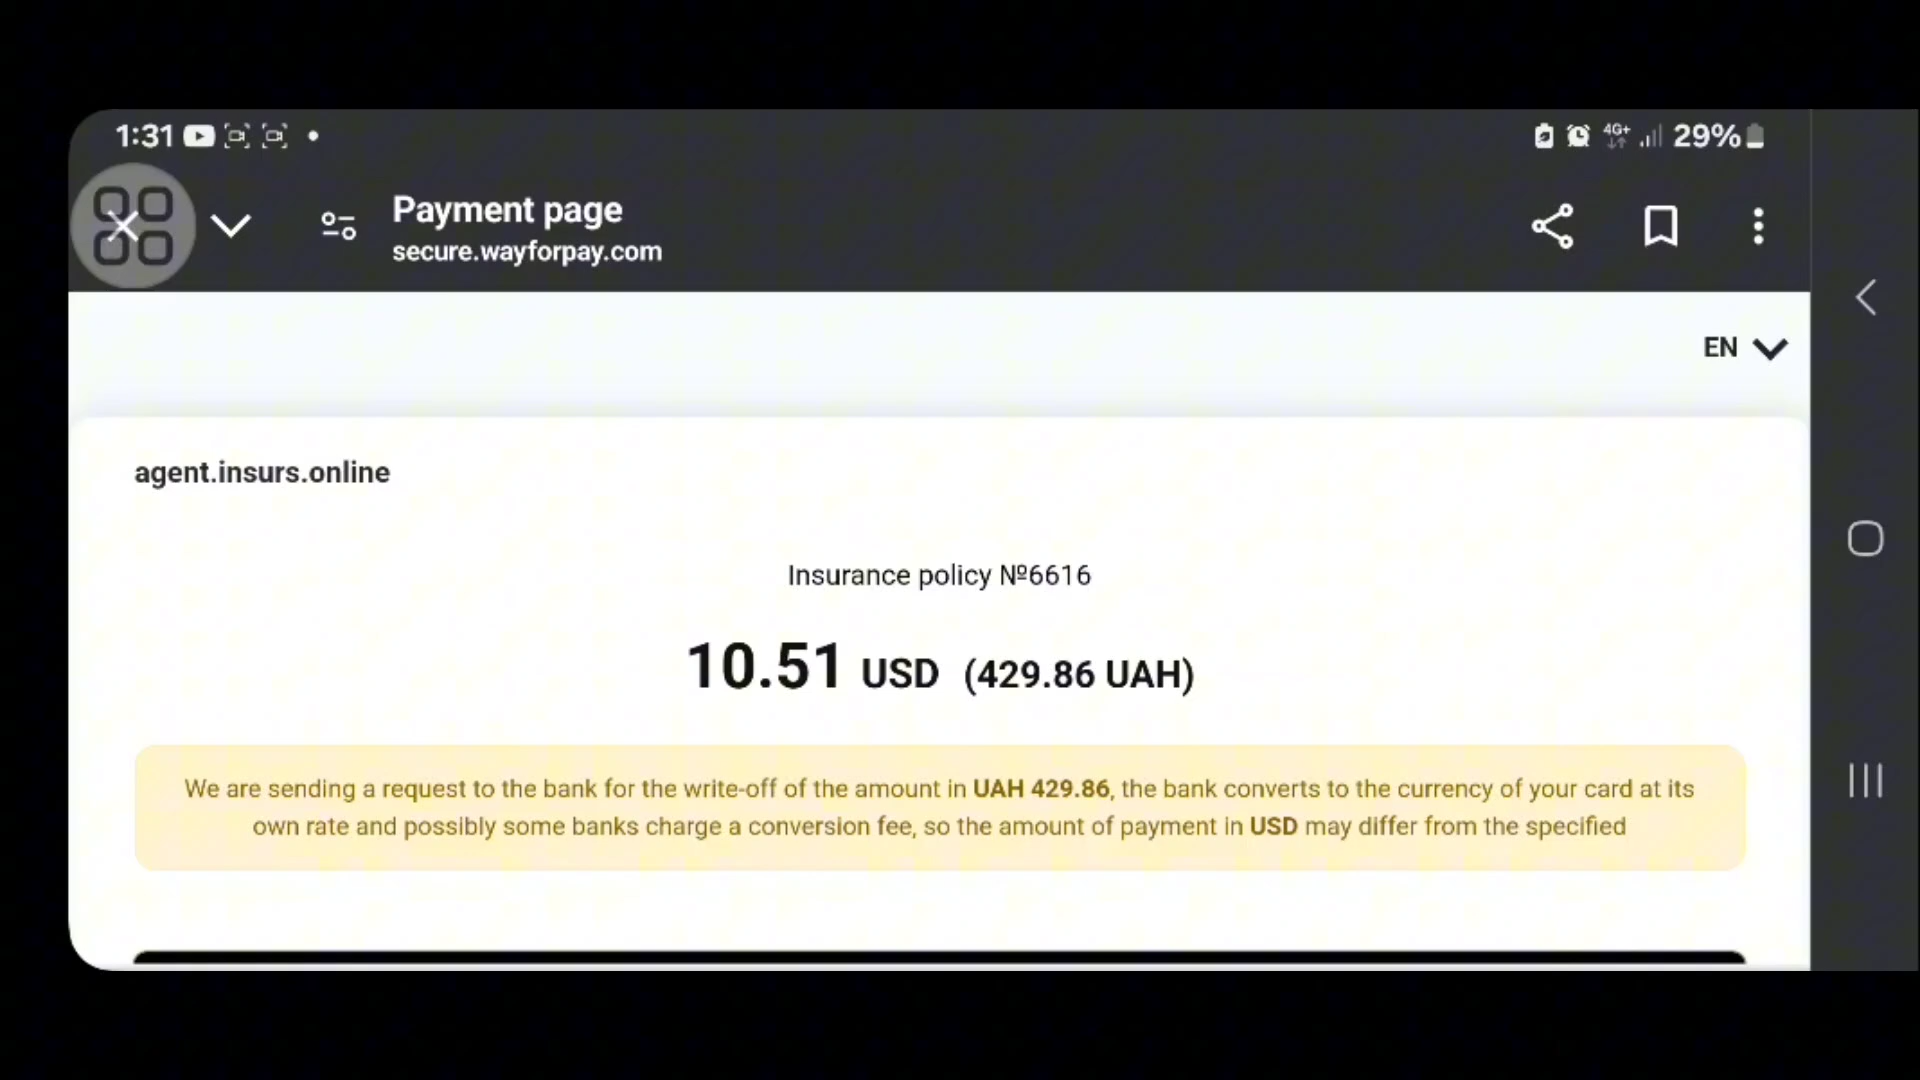 1:31
4G+
29%
Payment page
secure.wayforpay.com
EN
agent.insurs.online
Insurance policy №6616
10.51 USD (429.86 UAH)
We are sending a request to the bank for the write-off of the amount in UAH 429.86, the bank converts to the currency of your card at its
own rate and possibly some banks charge a conversion fee, so the amount of payment in USD may differ from the specified